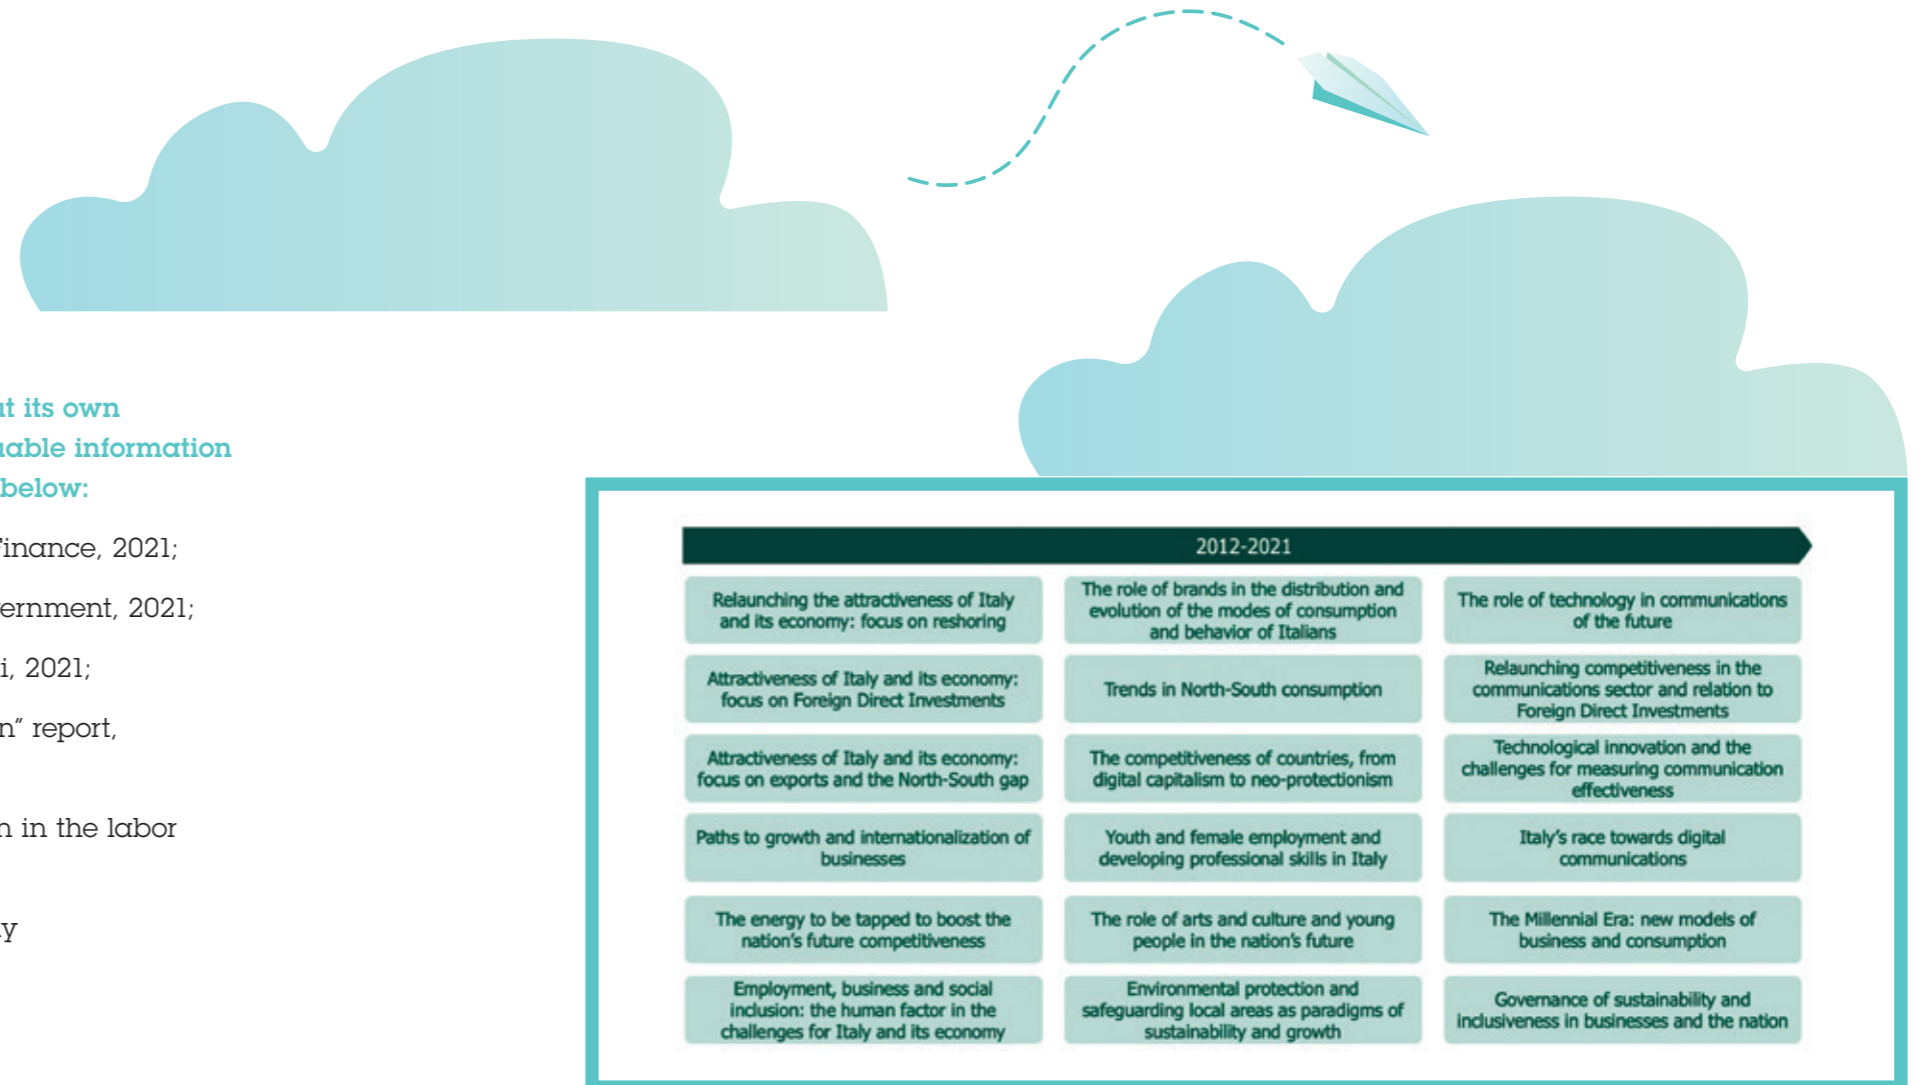 at its own
uable information
below:
Finance, 2021;
vernment, 2021;
i, 2021;
n” report,
n in the labor
y
2012-2021
Relaunching the attractiveness of Italy
and its economy: focus on reshoring
The role of brands in the distribution and
evolution of the modes of consumption
and behavior of Italians
The role of technology in communications
of the future
Attractiveness of Italy and its economy:
focus on Foreign Direct Investments
Trends in North-South consumption
Relaunching competitiveness in the
communications sector and relation to
Foreign Direct Investments
Attractiveness of Italy and its economy:
focus on exports and the North-South gap
The competitiveness of countries, from
digital capitalism to neo-protectionism
Technological innovation and the
challenges for measuring communication
effectiveness
Paths to growth and internationalization of
businesses
Youth and female employment and
developing professional skills in Italy
Italy’s race towards digital
communications
The energy to be tapped to boost the
nation’s future competitiveness
The role of arts and culture and young
people in the nation’s future
The Millennial Era: new models of
business and consumption
Employment, business and social
inclusion: the human factor in the
challenges for Italy and its economy
Environmental protection and
safeguarding local areas as paradigms of
sustainability and growth
Governance of sustainability and
inclusiveness in businesses and the nation